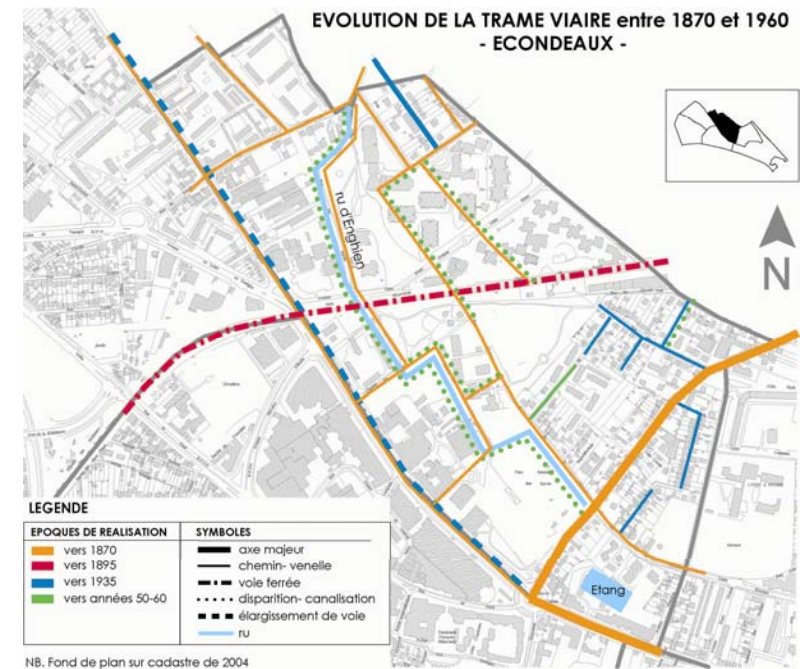 EVOLUTION DE LA TRAME VIAIRE entre 1870 et 1960
- ECONDEAUX -
N
ru d'Enghien
Etang
LEGENDE
EPOQUES DE REALISATION
vers 1870
vers 1895
vers 1935
vers années 50-60
SYMBOLES
axe majeur
chemin- venelle
voie ferrée
disparition- canalisation
élargissement de voie
ru
NB. Fond de plan sur cadastre de 2004